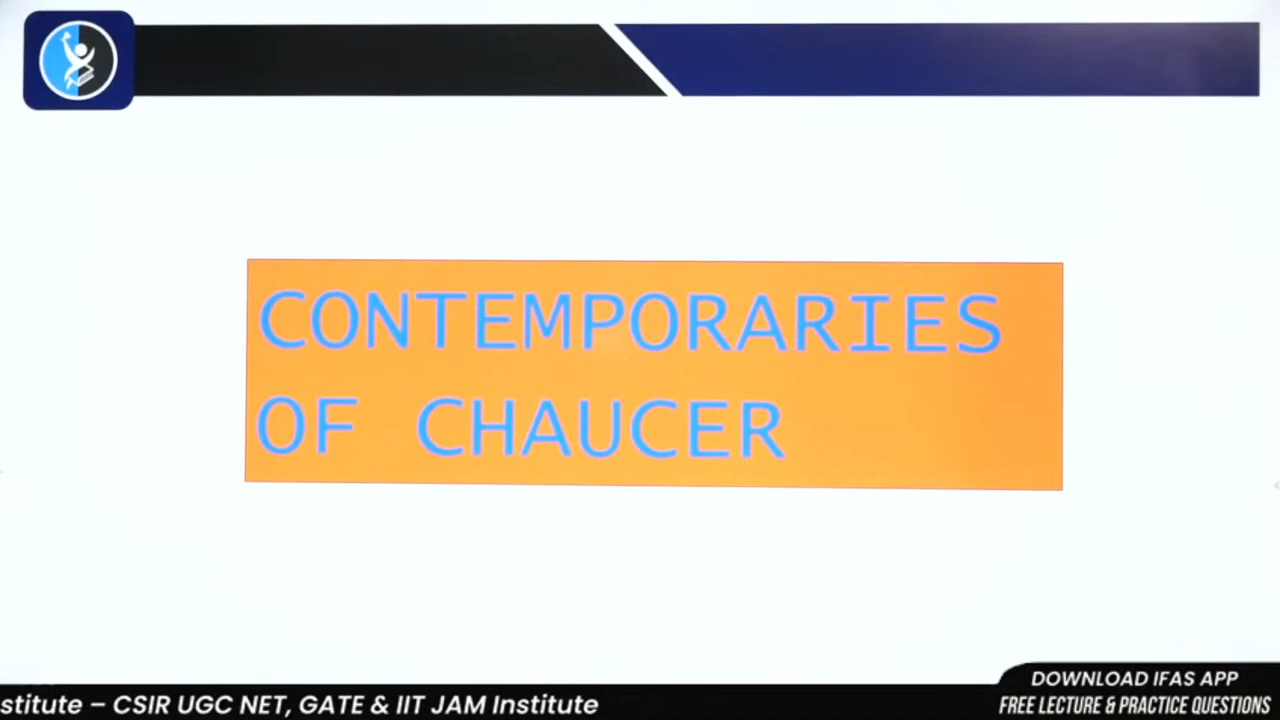 CONTEMPORARIES
OF CHAUCER
DOWNLOAD IFAS APP
stitute – CSIR UGC NET, GATE & IIT JAM Institute
FREE LECTURE & PRACTICE QUESTIONS